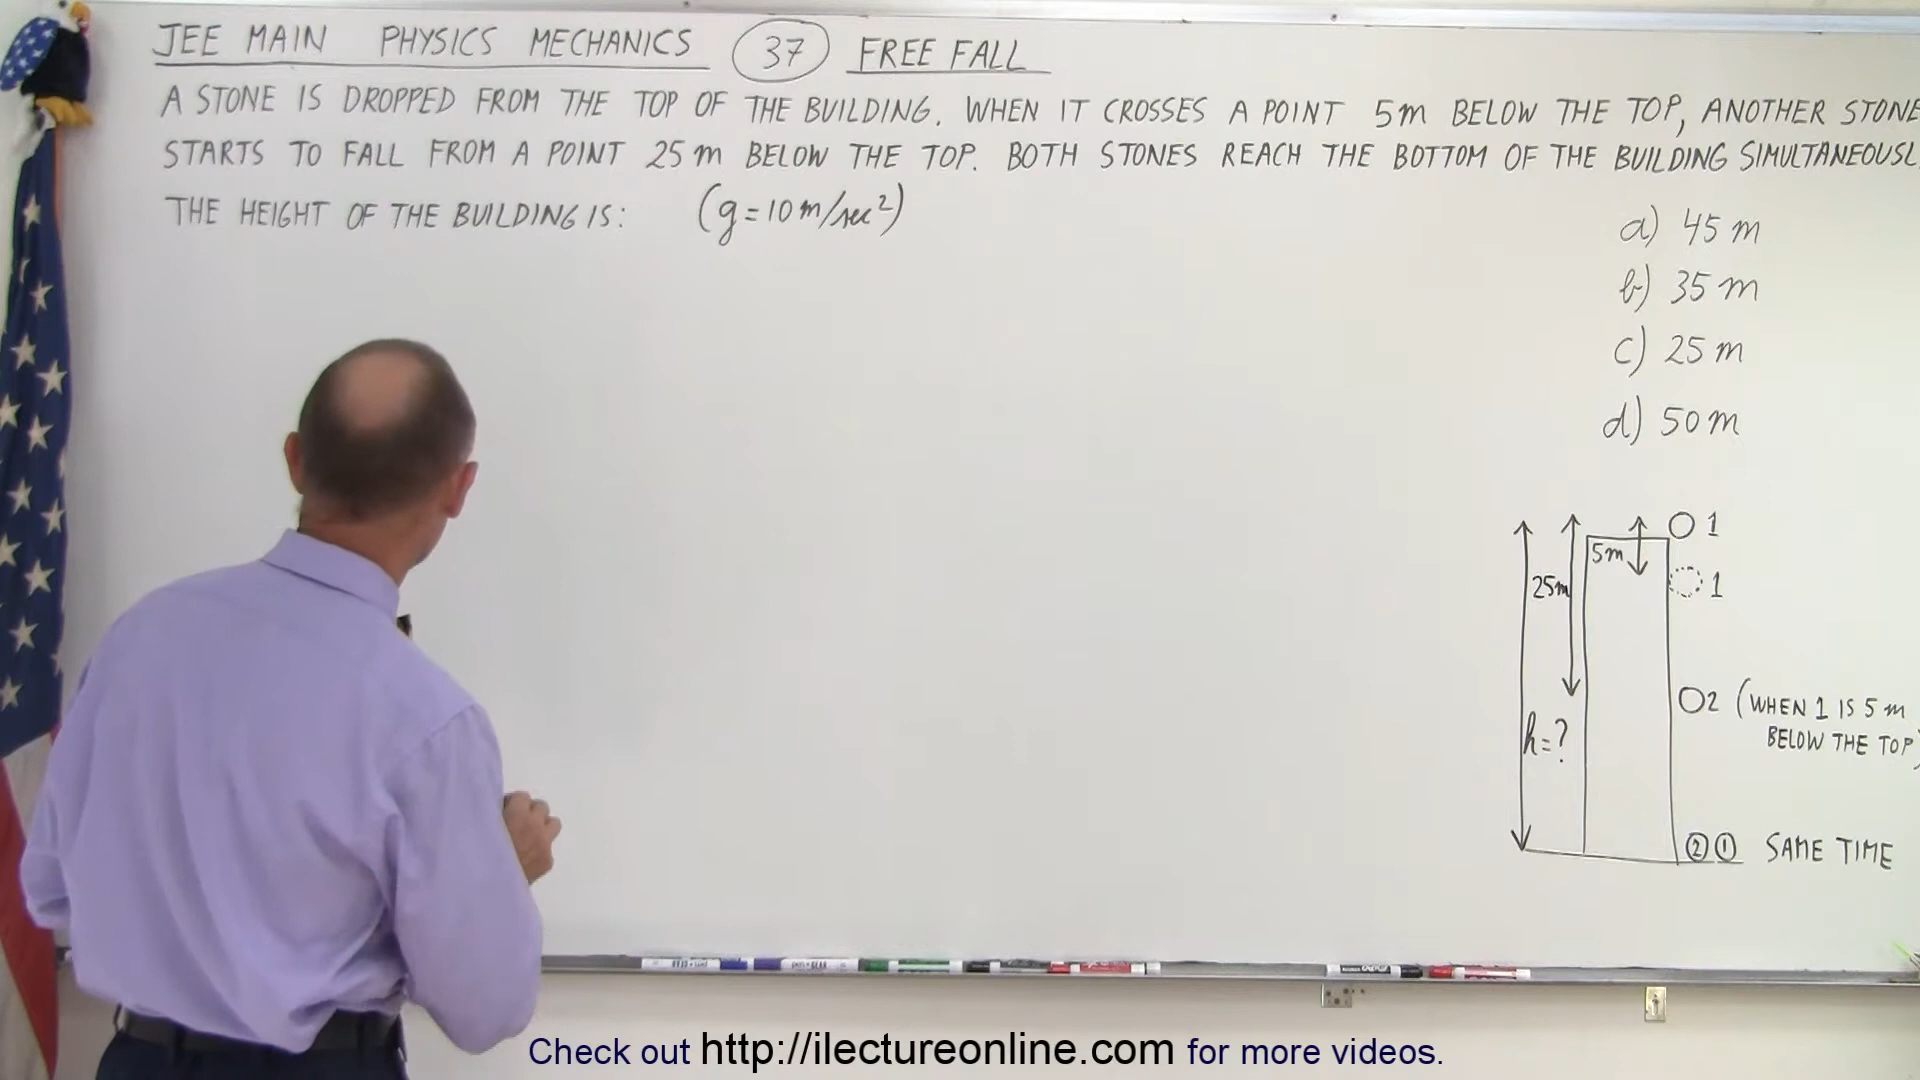 JEE MAIN PHYSICS MECHANICS 37 FREE FALL
A STONE IS DROPPED FROM THE TOP OF THE BUILDING. WHEN IT CROSSES A POINT 5m BELOW THE TOP, ANOTHER STONE
STARTS TO FALL FROM A POINT 25 m BELOW THE TOP. BOTH STONES REACH THE BOTTOM OF THE BUILDING SIMULTANEOUSL
THE HEIGHT OF THE BUILDING IS: (g = 10 m/sec²)
a) 45 m
b) 35 m
c) 25 m
d) 50 m
1
5m
25m
1
2 (WHEN 1 IS 5 m
BELOW THE TOP)
h = ?
2 1 SAME TIME
Check out http://ilectureonline.com for more videos.